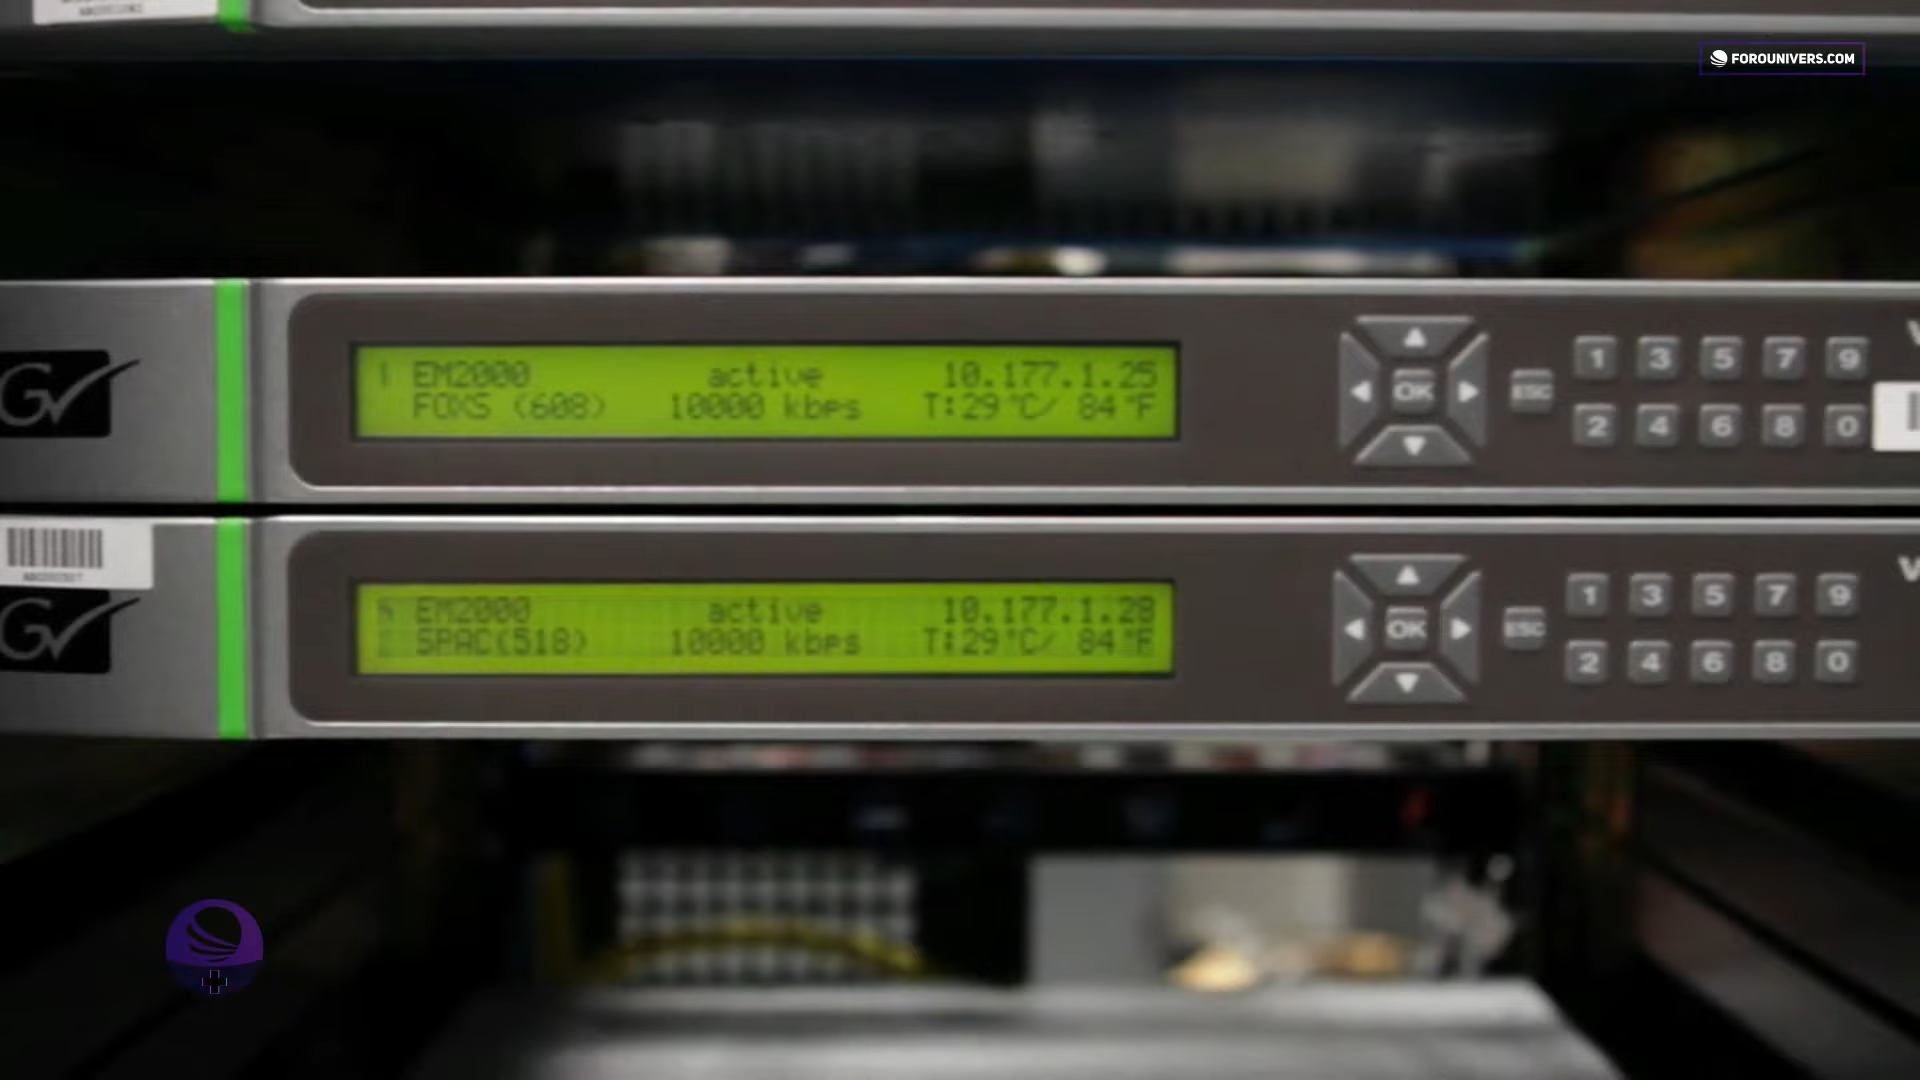 FOROUNIVERS.COM
EM2000 active 10.177.1.25
FOXS (608) 10000 kbps T:29°C/ 84°F
OK
ESC
1 3 5 7 9
2 4 6 8 0
EM2000 active 10.177.1.28
SPAC(518) 10000 kbps T:29°C/ 84°F
OK
ESC
1 3 5 7 9
2 4 6 8 0